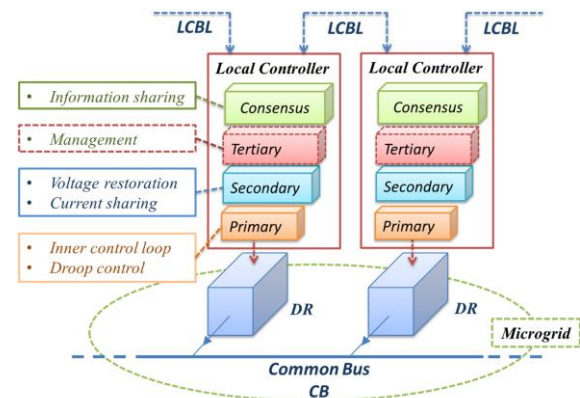 LCBL LCBL LCBL
Local Controller Local Controller
• Information sharing
Consensus Consensus
• Management
Tertiary Tertiary
• Voltage restoration
• Current sharing
Secondary Secondary
• Inner control loop
• Droop control
Primary Primary
DR DR
Microgrid
Common Bus
CB